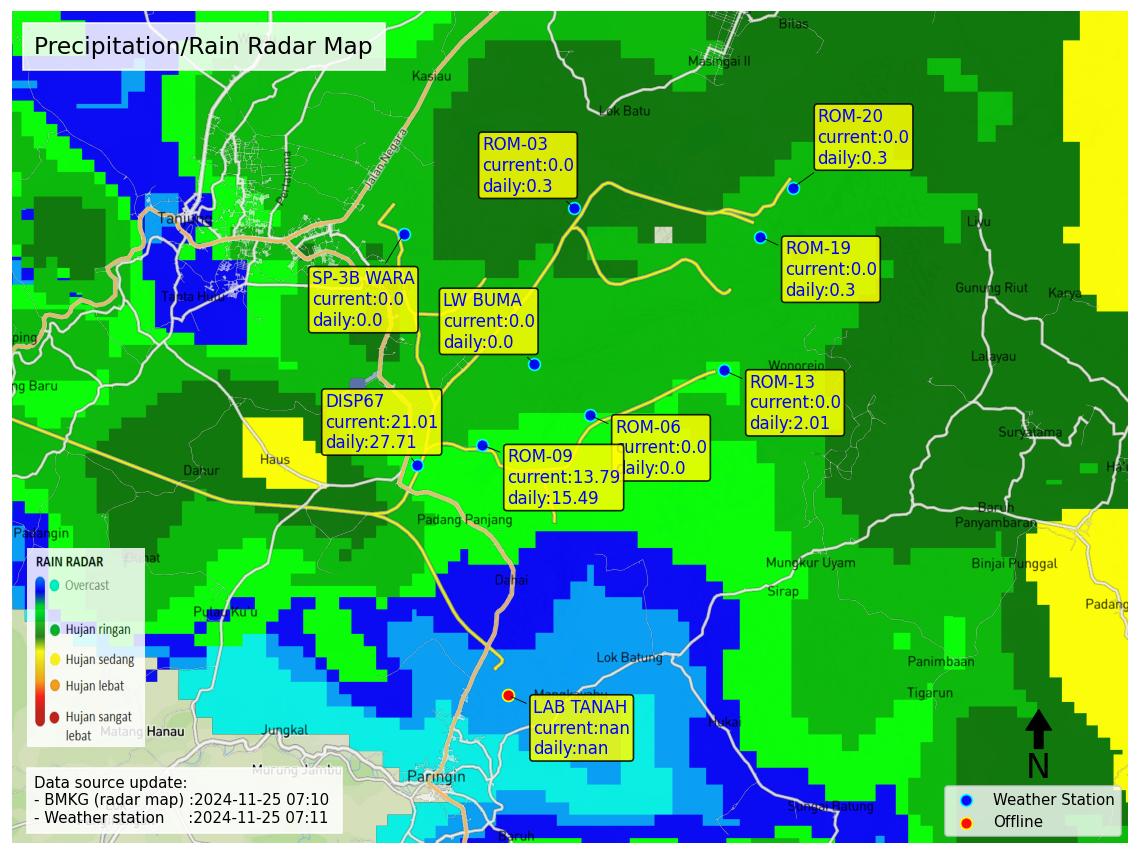 Precipitation/Rain Radar Map
Bilas
Masingai II
Kasiau
Lok Batu
Jalan Negara
Pertamina
Tanjung
Tanta Hulu
ROM-03
current:0.0
daily:0.3
ROM-20
current:0.0
daily:0.3
ROM-19
current:0.0
daily:0.3
SP-3B WARA
current:0.0
daily:0.0
LW BUMA
current:0.0
daily:0.0
Liyu
Gunung Riut
Karya
Lalayau
Wonorejo
ping
ng Baru
ROM-13
current:0.0
daily:2.01
DISP67
current:21.01
daily:27.71
ROM-06
current:0.0
daily:0.0
ROM-09
current:13.79
daily:15.49
Suryatama
Haus
Dahur
Padang Panjang
Baruh
Panyambaran
Padangin
Mungkur Uyam
Binjai Punggal
Dahai
Sirap
Padang
Pulau Ku'u
RAIN RADAR
Overcast
Hujan ringan
Hujan sedang
Hujan lebat
Hujan sangat
lebat
Lok Batung
Panimbaan
Tigarun
LAB TANAH
current:nan
daily:nan
Hukai
Matang Hanau
Jungkal
Murung Jambu
Paringin
Sungai Batung
Baruh
N
Data source update:
- BMKG (radar map) :2024-11-25 07:10
- Weather station :2024-11-25 07:11
Weather Station
Offline